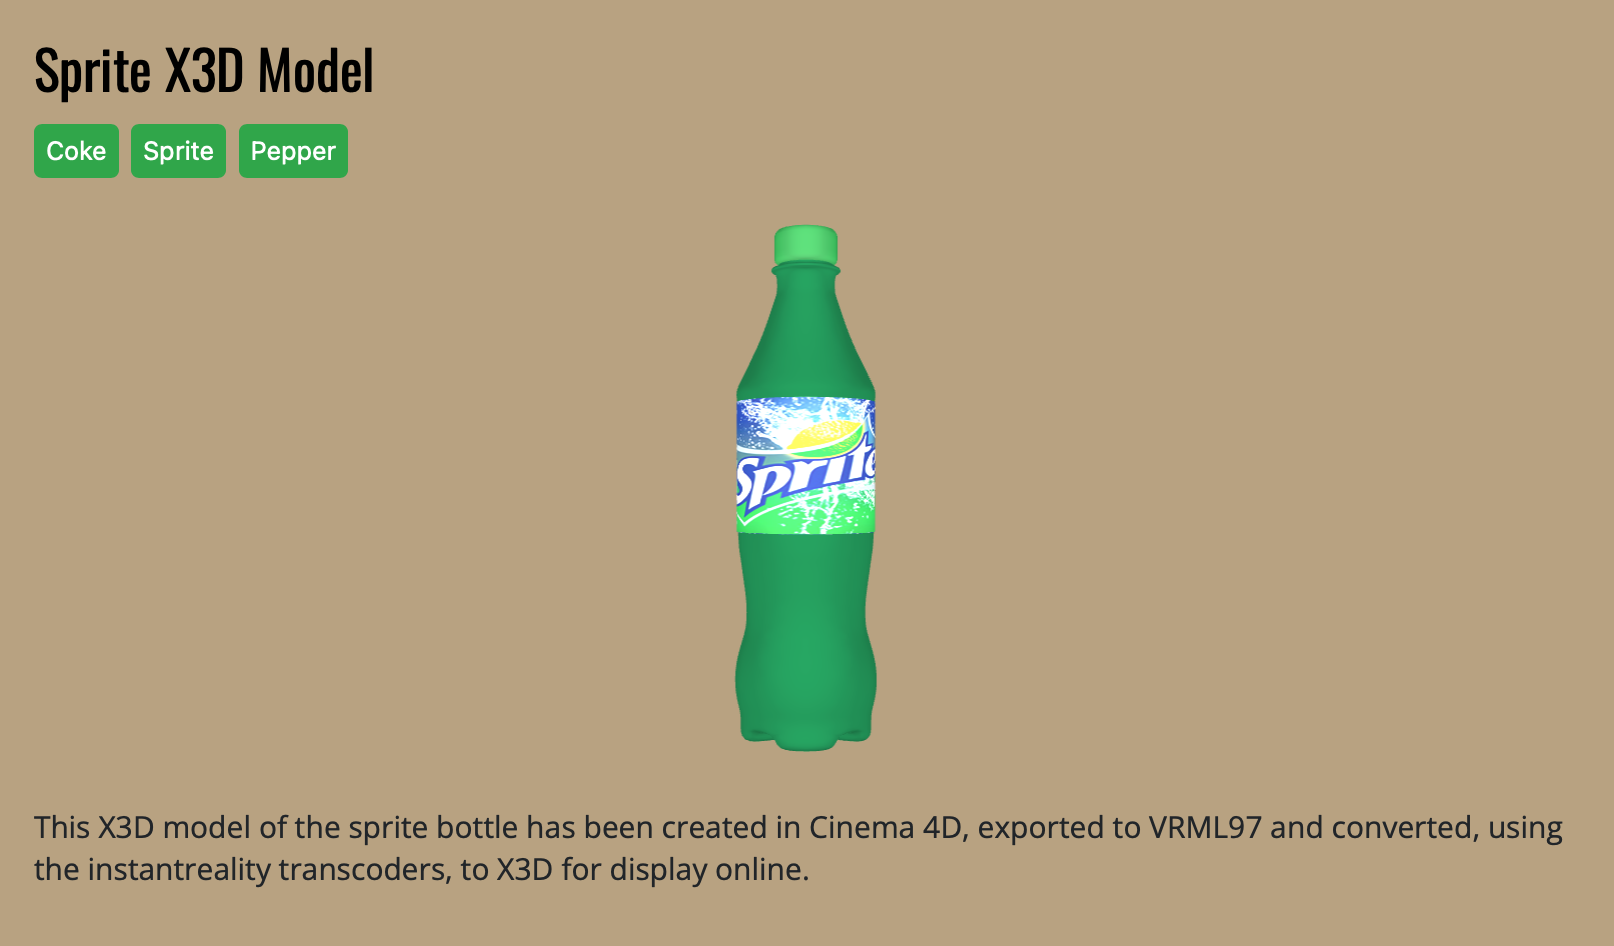 Sprite X3D Model
Coke Sprite Pepper
Sprite
This X3D model of the sprite bottle has been created in Cinema 4D, exported to VRML97 and converted, using
the instantreality transcoders, to X3D for display online.